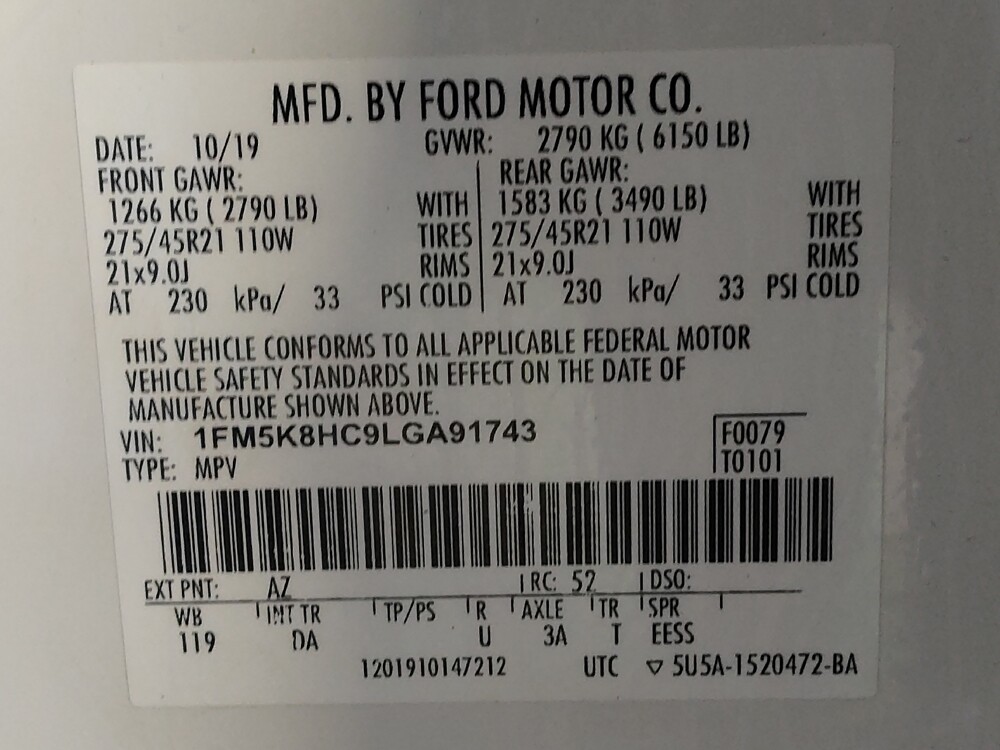 MFD. BY FORD MOTOR CO.
DATE: 10/19 GVWR: 2790 KG ( 6150 LB)
FRONT GAWR: REAR GAWR:
1266 KG ( 2790 LB) WITH 1583 KG ( 3490 LB) WITH
275/45R21 110W TIRES 275/45R21 110W TIRES
21x9.0J RIMS 21x9.0J RIMS
AT 230 kPa/ 33 PSI COLD AT 230 kPa/ 33 PSI COLD
THIS VEHICLE CONFORMS TO ALL APPLICABLE FEDERAL MOTOR
VEHICLE SAFETY STANDARDS IN EFFECT ON THE DATE OF
MANUFACTURE SHOWN ABOVE.
VIN: 1FM5K8HC9LGA91743 F0079
TYPE: MPV T0101
EXT PNT: AZ RC: 52 DSO:
WB INT TR TP/PS R AXLE TR SPR
119 DA U 3A T EESS
1201910147212 UTC ▽ 5U5A-1520472-BA